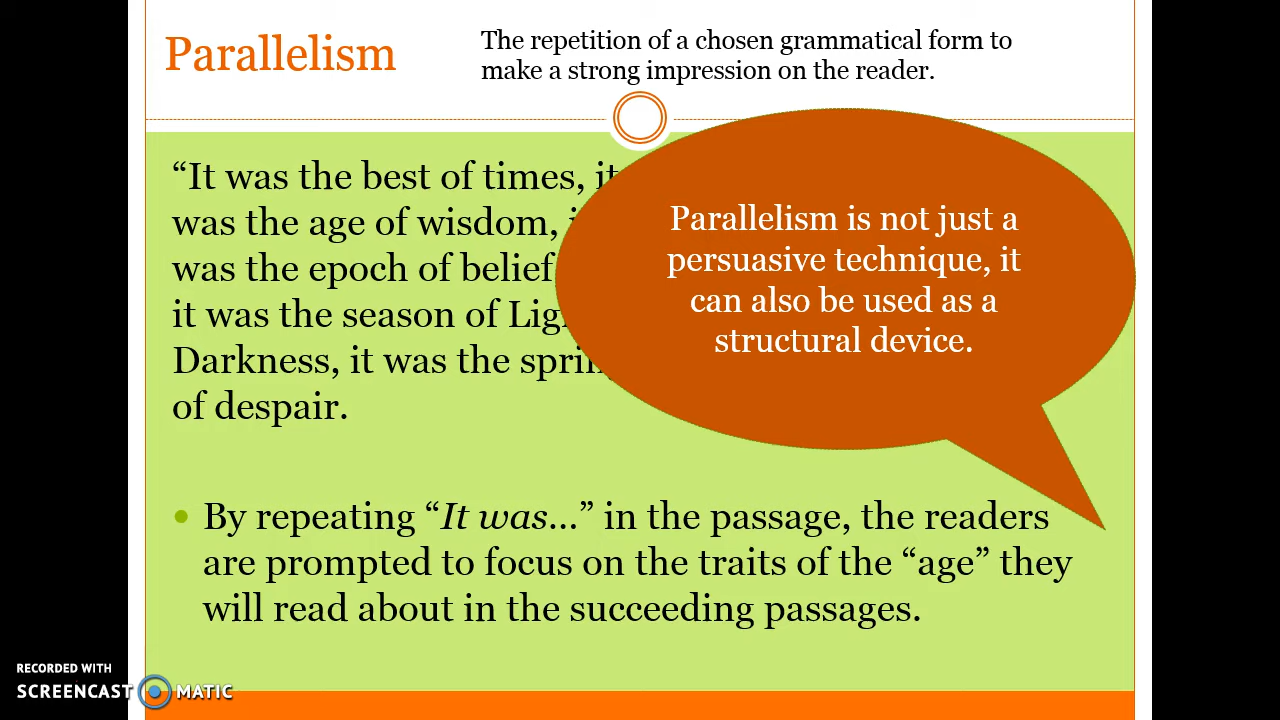 Parallelism
The repetition of a chosen grammatical form to
make a strong impression on the reader.
“It was the best of times, it
was the age of wisdom,
was the epoch of belief
it was the season of
Darkness, it was the
of despair.
Parallelism is not just a
persuasive technique, it
can also be used as a
structural device.
• By repeating “It was…” in the passage, the readers
are prompted to focus on the traits of the “age” they
will read about in the succeeding passages.
RECORDED WITH
SCREENCAST MATIC